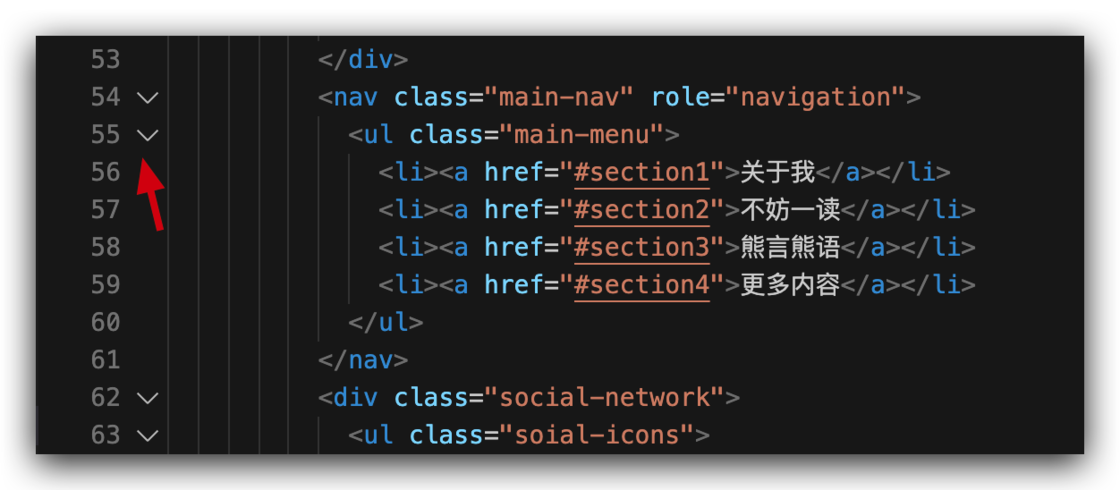 53 </div>
54 <nav class="main-nav" role="navigation">
55 <ul class="main-menu">
56 <li><a href="#section1">关于我</a></li>
57 <li><a href="#section2">不妨一读</a></li>
58 <li><a href="#section3">熊言熊语</a></li>
59 <li><a href="#section4">更多内容</a></li>
60 </ul>
61 </nav>
62 <div class="social-network">
63 <ul class="soial-icons">